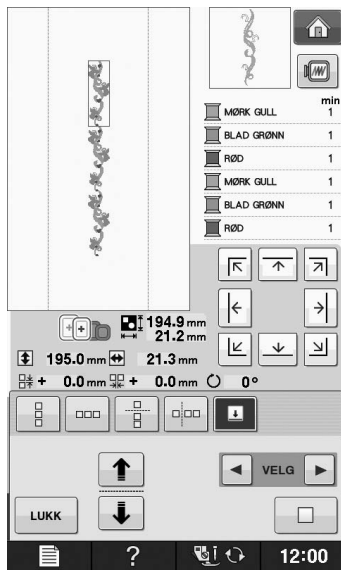 min
MØRK GULL 1
BLAD GRØNN 1
RØD 1
MØRK GULL 1
BLAD GRØNN 1
RØD 1
194.9 mm
21.2 mm
195.0 mm 21.3 mm
+ 0.0 mm + 0.0 mm 0°
VELG
LUKK
? 12:00